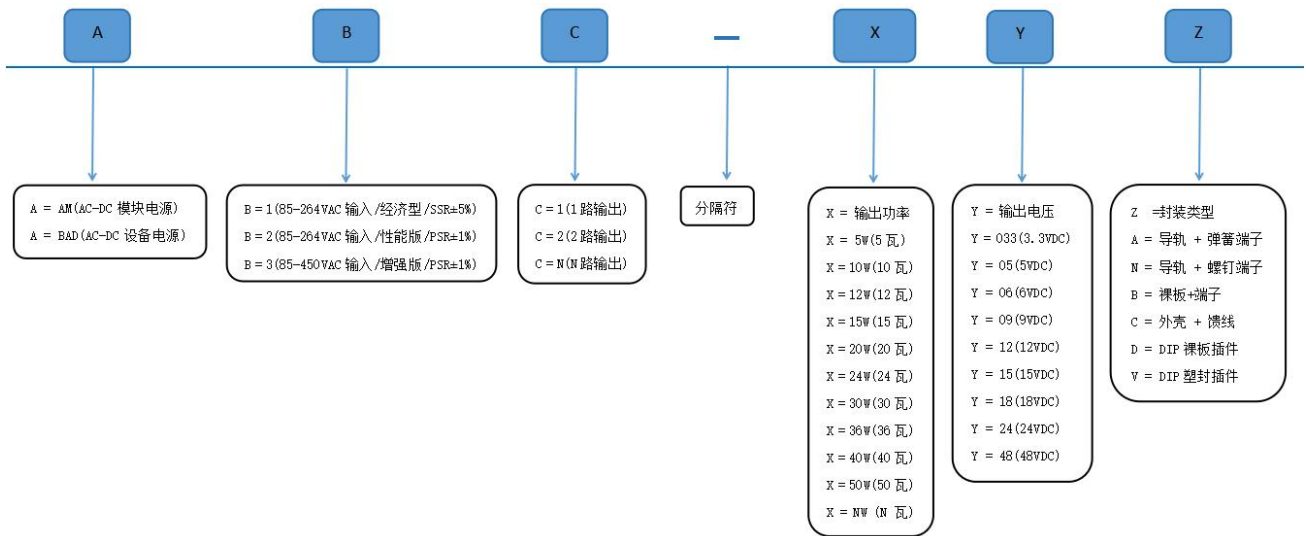 A
B
C
—
X
Y
Z
A = AM(AC-DC 模块电源)
A = BAD(AC-DC 设备电源)
B = 1(85-264VAC 输入/经济型/SSR±5%)
B = 2(85-264VAC 输入/性能版/PSR±1%)
B = 3(85-450VAC 输入/增强版/PSR±1%)
C = 1(1 路输出)
C = 2(2 路输出)
C = N(N 路输出)
分隔符
X = 输出功率
X = 5W(5 瓦)
X = 10W(10 瓦)
X = 12W(12 瓦)
X = 15W(15 瓦)
X = 20W(20 瓦)
X = 24W(24 瓦)
X = 30W(30 瓦)
X = 36W(36 瓦)
X = 40W(40 瓦)
X = 50W(50 瓦)
X = NW (N 瓦)
Y = 输出电压
Y = 033(3.3VDC)
Y = 05(5VDC)
Y = 06(6VDC)
Y = 09(9VDC)
Y = 12(12VDC)
Y = 15(15VDC)
Y = 18(18VDC)
Y = 24(24VDC)
Y = 48(48VDC)
Z =封装类型
A = 导轨 + 弹簧端子
N = 导轨 + 螺钉端子
B = 裸板+端子
C = 外壳 + 馈线
D = DIP 裸板插件
V = DIP 塑封插件